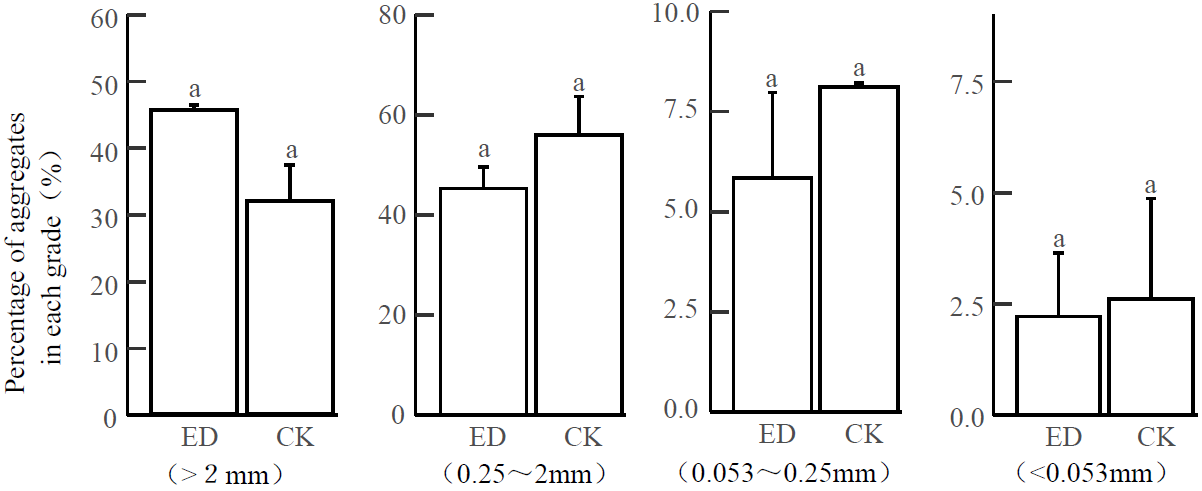 Percentage of aggregates
in each grade（%）
60
50
40
30
20
10
0
a
a
ED CK
（> 2 mm）
80
60
40
20
0
a
a
ED CK
（0.25～2mm）
10.0
7.5
5.0
2.5
0.0
a
a
ED CK
（0.053～0.25mm）
7.5
5.0
2.5
0.0
a
a
ED CK
（<0.053mm）